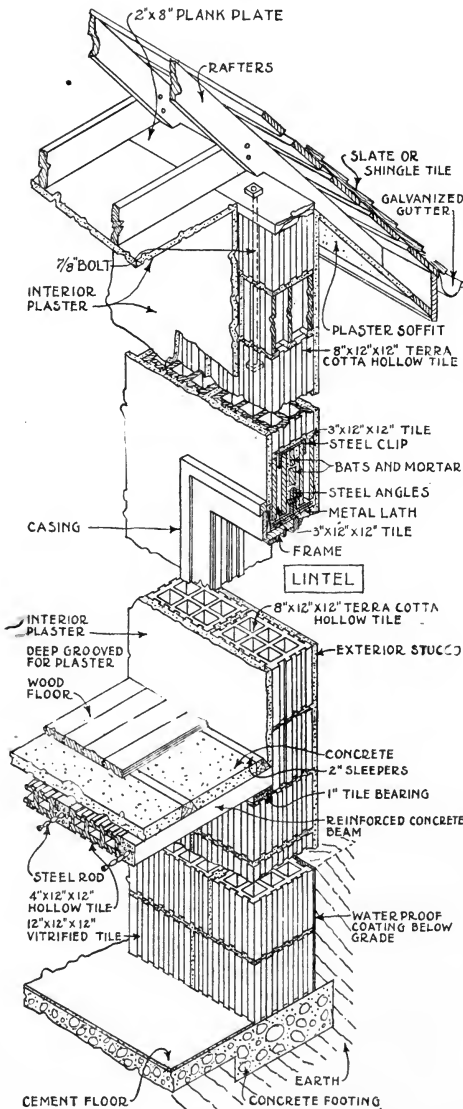 2"x8" PLANK PLATE
RAFTERS
SLATE OR
SHINGLE TILE
GALVANIZED
GUTTER
7/8" BOLT
INTERIOR
PLASTER
PLASTER SOFFIT
8"x12"x12" TERRA
COTTA HOLLOW TILE
3"x12"x12" TILE
STEEL CLIP
BATS AND MORTAR
STEEL ANGLES
CASING
METAL LATH
3"x12"x12" TILE
FRAME
LINTEL
8"x12"x12" TERRA COTTA
HOLLOW TILE
INTERIOR
PLASTER
DEEP GROOVED
FOR PLASTER
EXTERIOR STUCCO
WOOD
FLOOR
CONCRETE
2" SLEEPERS
1" TILE BEARING
REINFORCED CONCRETE
BEAM
STEEL ROD
4"x12"x12"
HOLLOW TILE
12"x12"x12"
VITRIFIED TILE
WATERPROOF
COATING BELOW
GRADE
EARTH
CEMENT FLOOR
CONCRETE FOOTING